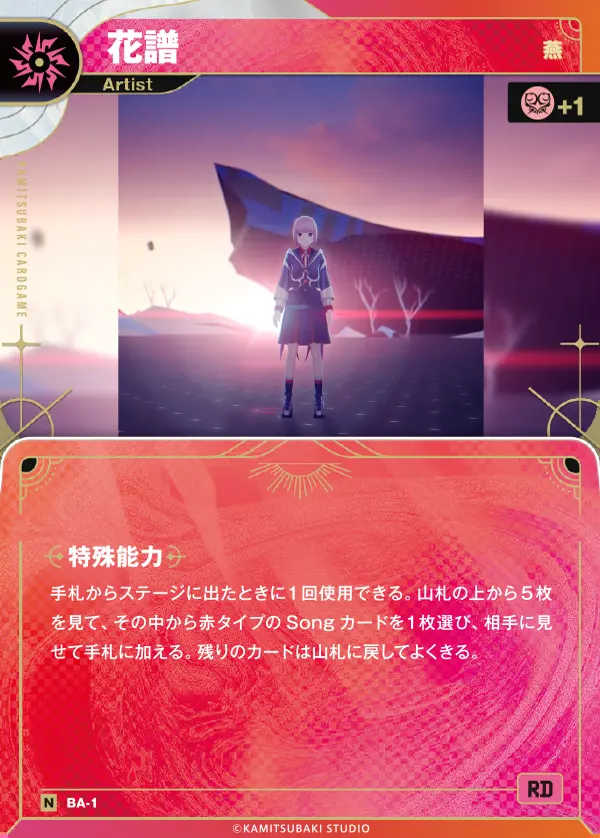 花譜
燕
Artist
+1
KAMITSUBAKI CARDGAME
特殊能力
手札からステージに出たときに1回使用できる。山札の上から5枚
を見て、その中から赤タイプの Song カードを1枚選び、相手に見
せて手札に加える。残りのカードは山札に戻してよくきる。
N BA-1
RD
©KAMITSUBAKI STUDIO